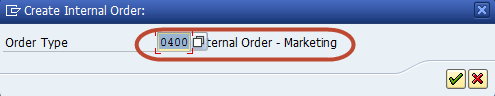 Create Internal Order:
Order Type 0400 ternal Order - Marketing